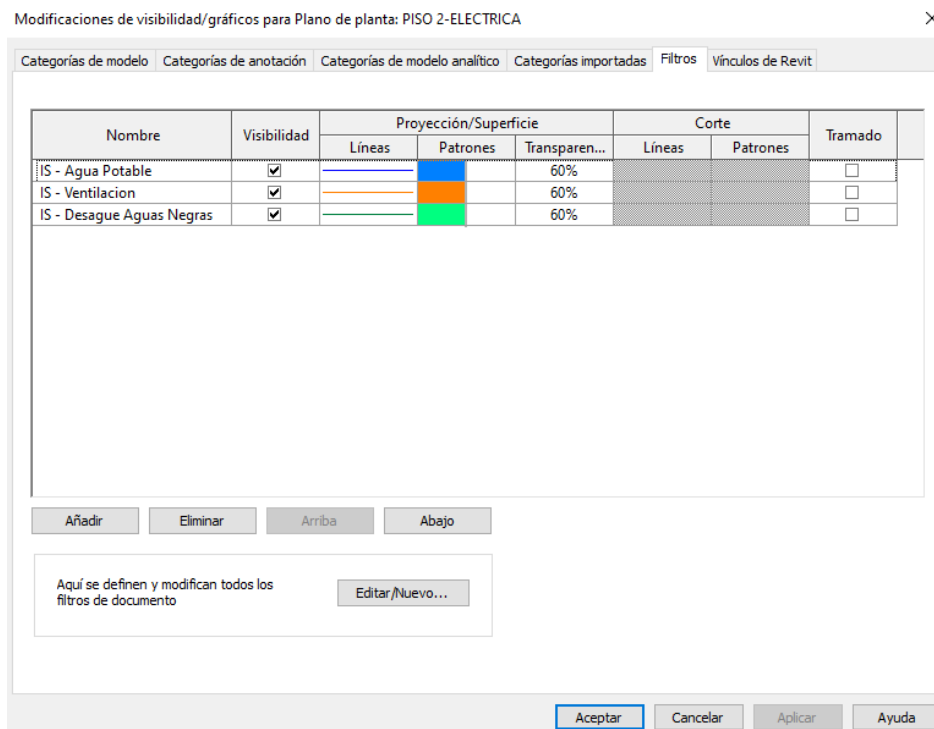 Modificaciones de visibilidad/gráficos para Plano de planta: PISO 2-ELECTRICA
Categorías de modelo Categorías de anotación Categorías de modelo analítico Categorías importadas Filtros Vínculos de Revit
Nombre Visibilidad Proyección/Superficie Corte Tramado
Líneas Patrones Transparen... Líneas Patrones
IS - Agua Potable 60%
IS - Ventilacion 60%
IS - Desague Aguas Negras 60%
Añadir Eliminar Arriba Abajo
Aquí se definen y modifican todos los
filtros de documento
Editar/Nuevo...
Aceptar Cancelar Aplicar Ayuda